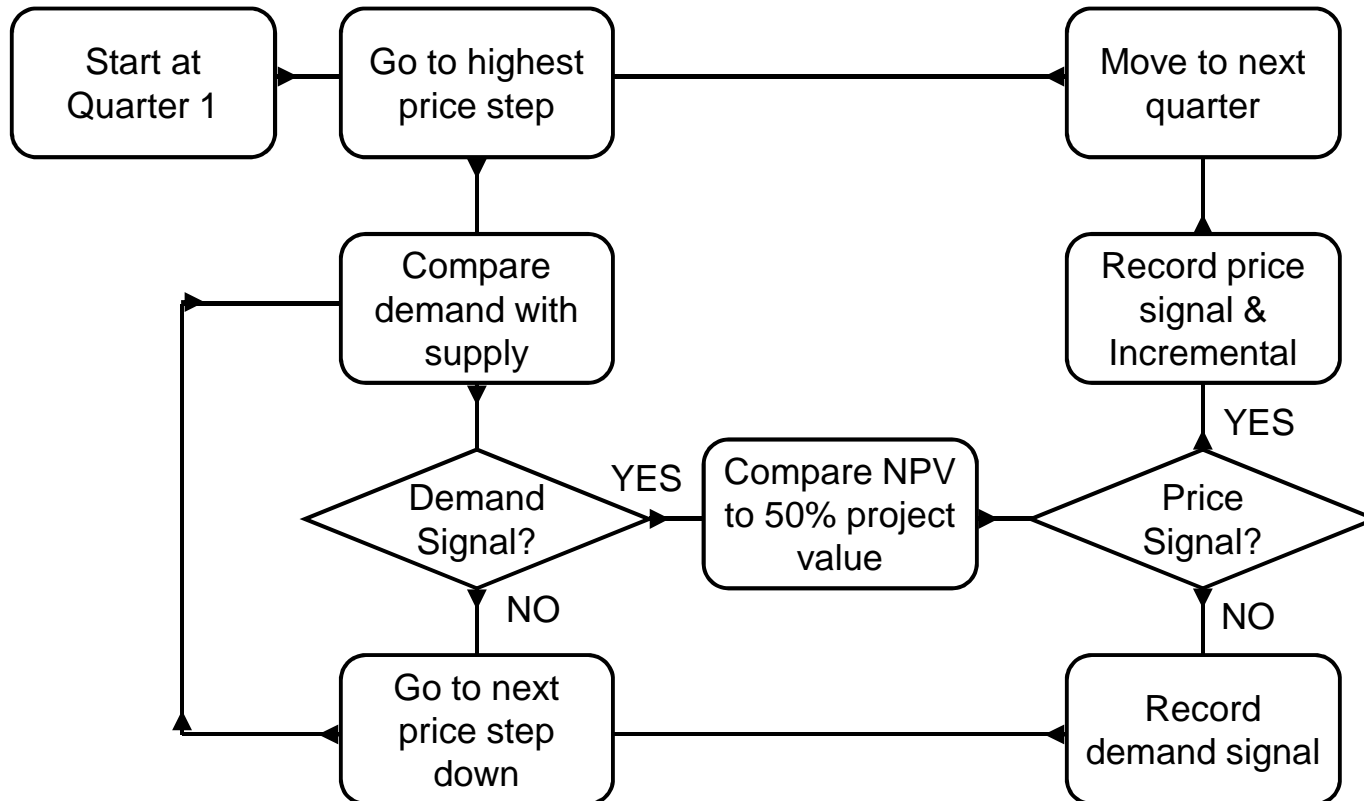 Start at
Quarter 1
Go to highest
price step
Move to next
quarter
Compare
demand with
supply
Record price
signal &
Incremental
Demand
Signal?
YES
Compare NPV
to 50% project
value
Price
Signal?
YES
NO
NO
Go to next
price step
down
Record
demand signal